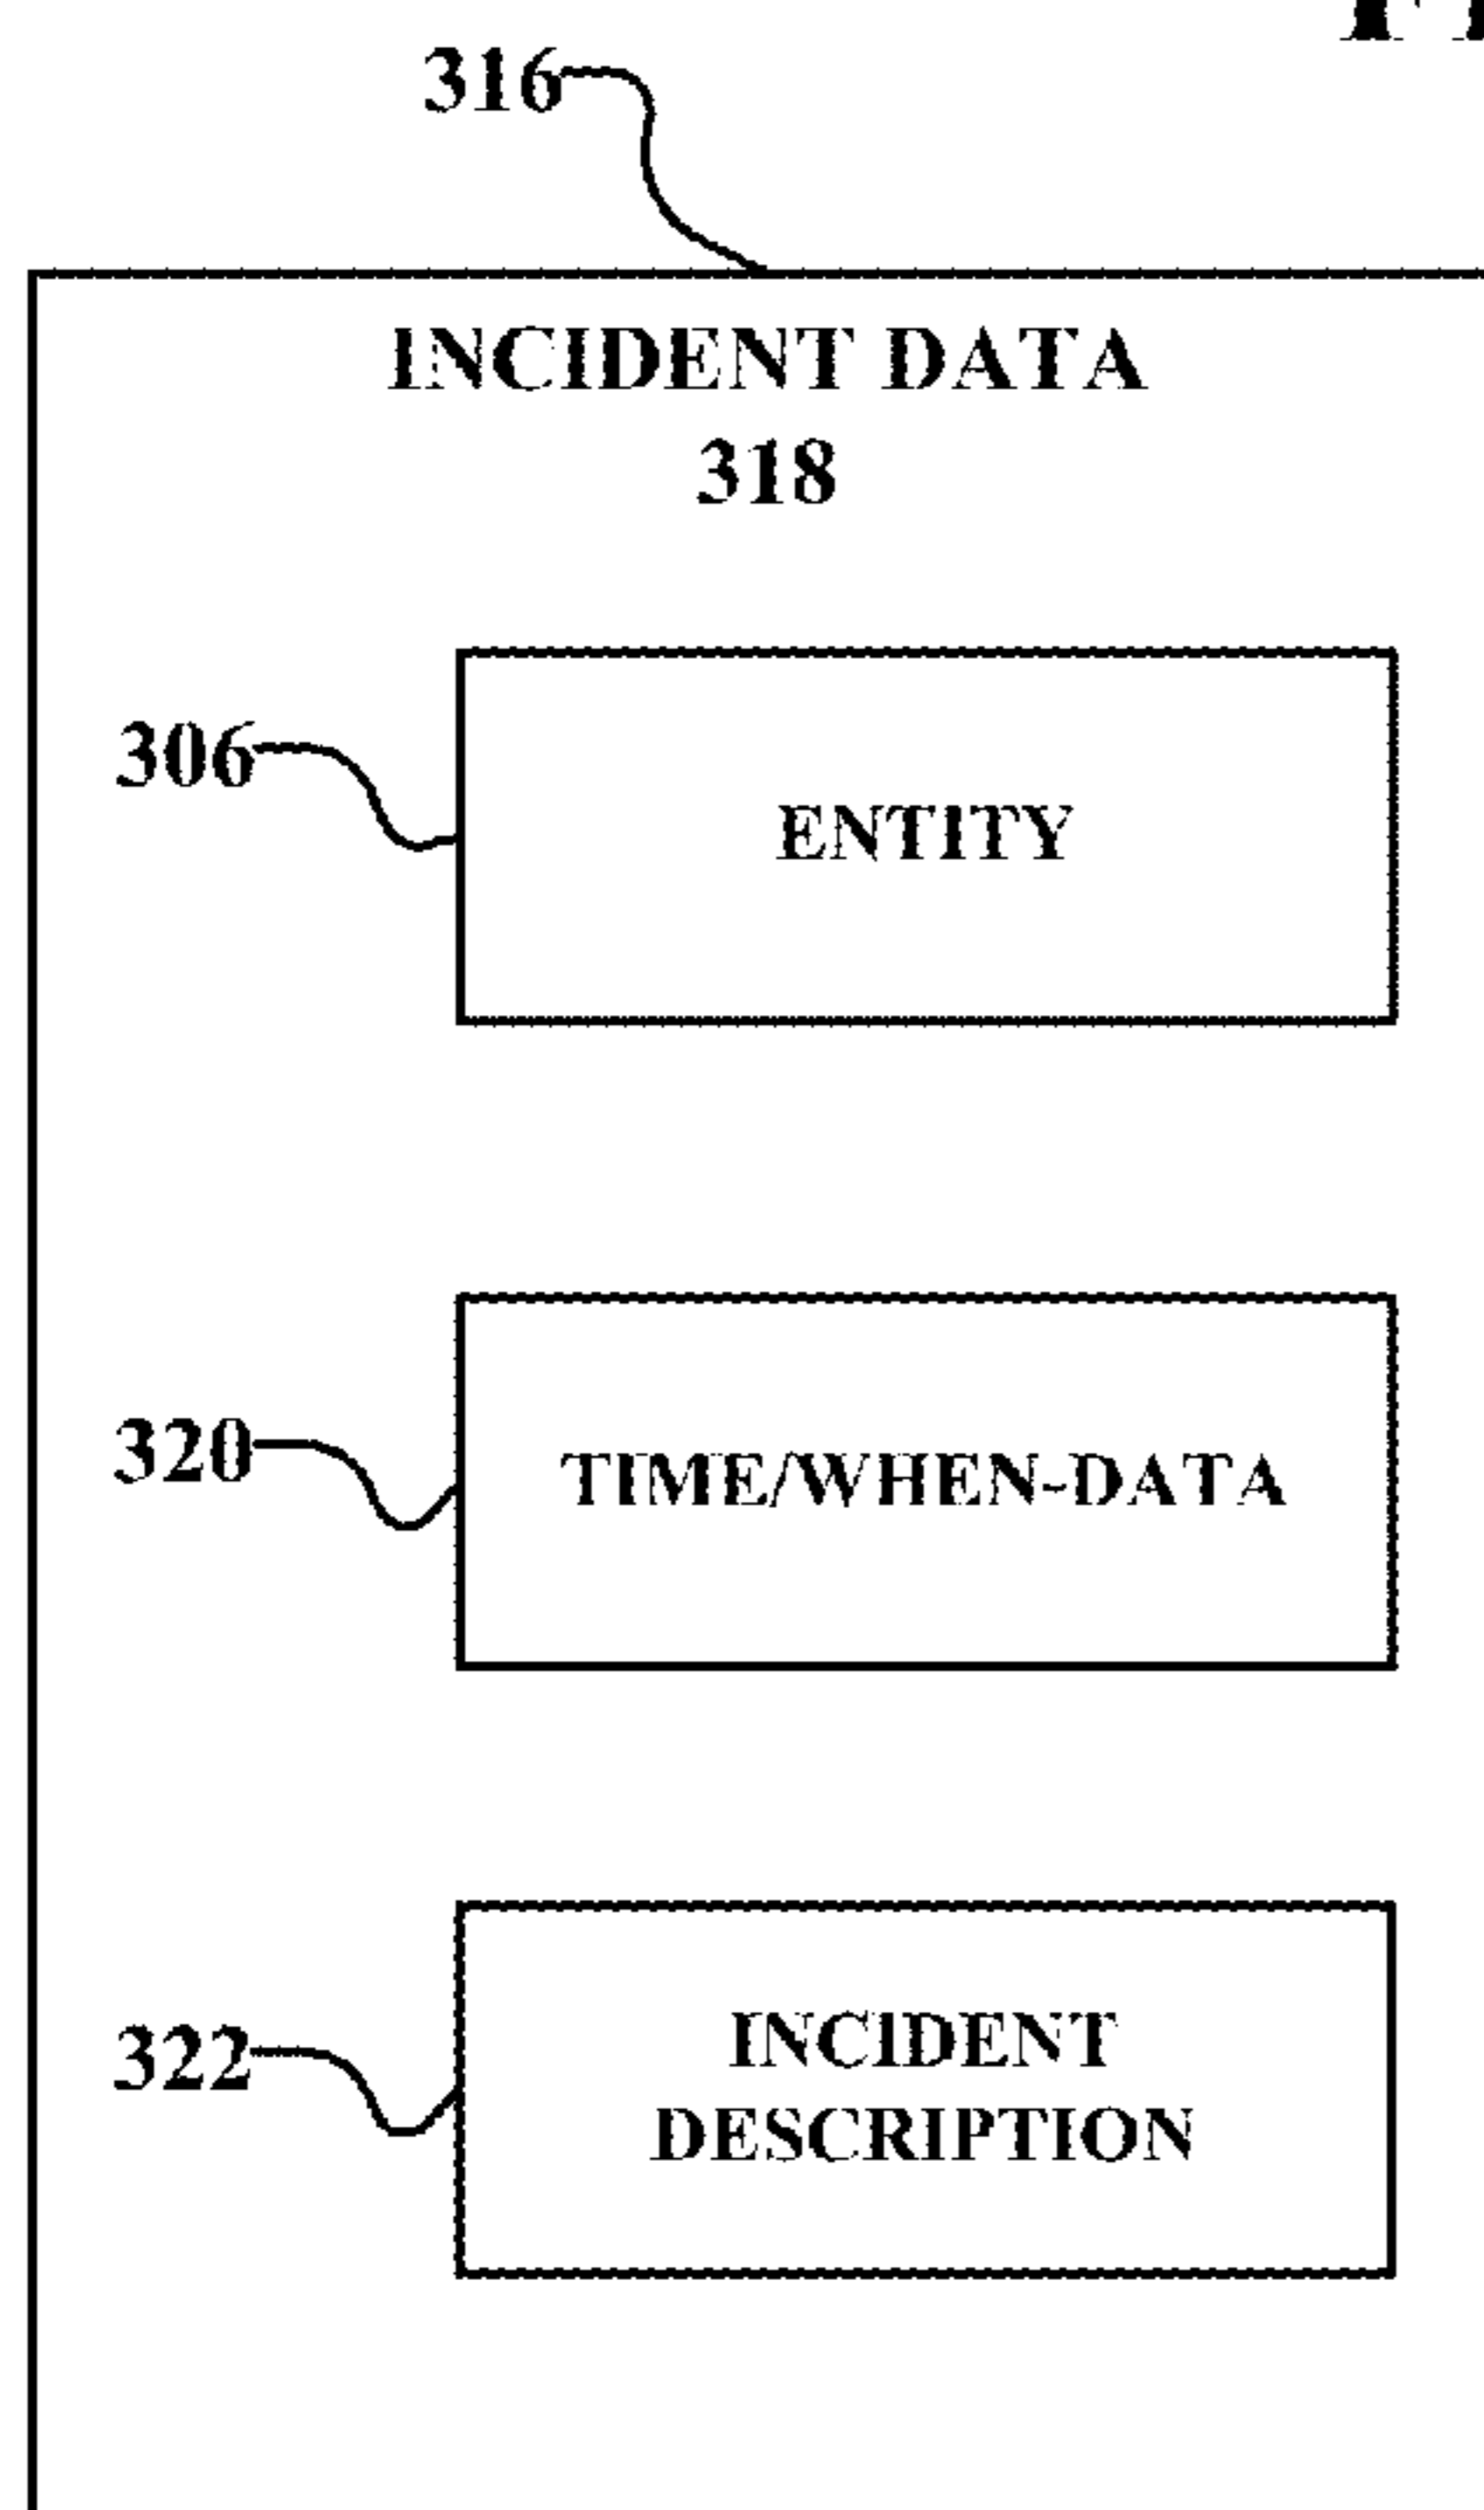 316
INCIDENT DATA
318
306
ENTITY
320
TIME/WHEN-DATA
322
INCIDENT
DESCRIPTION